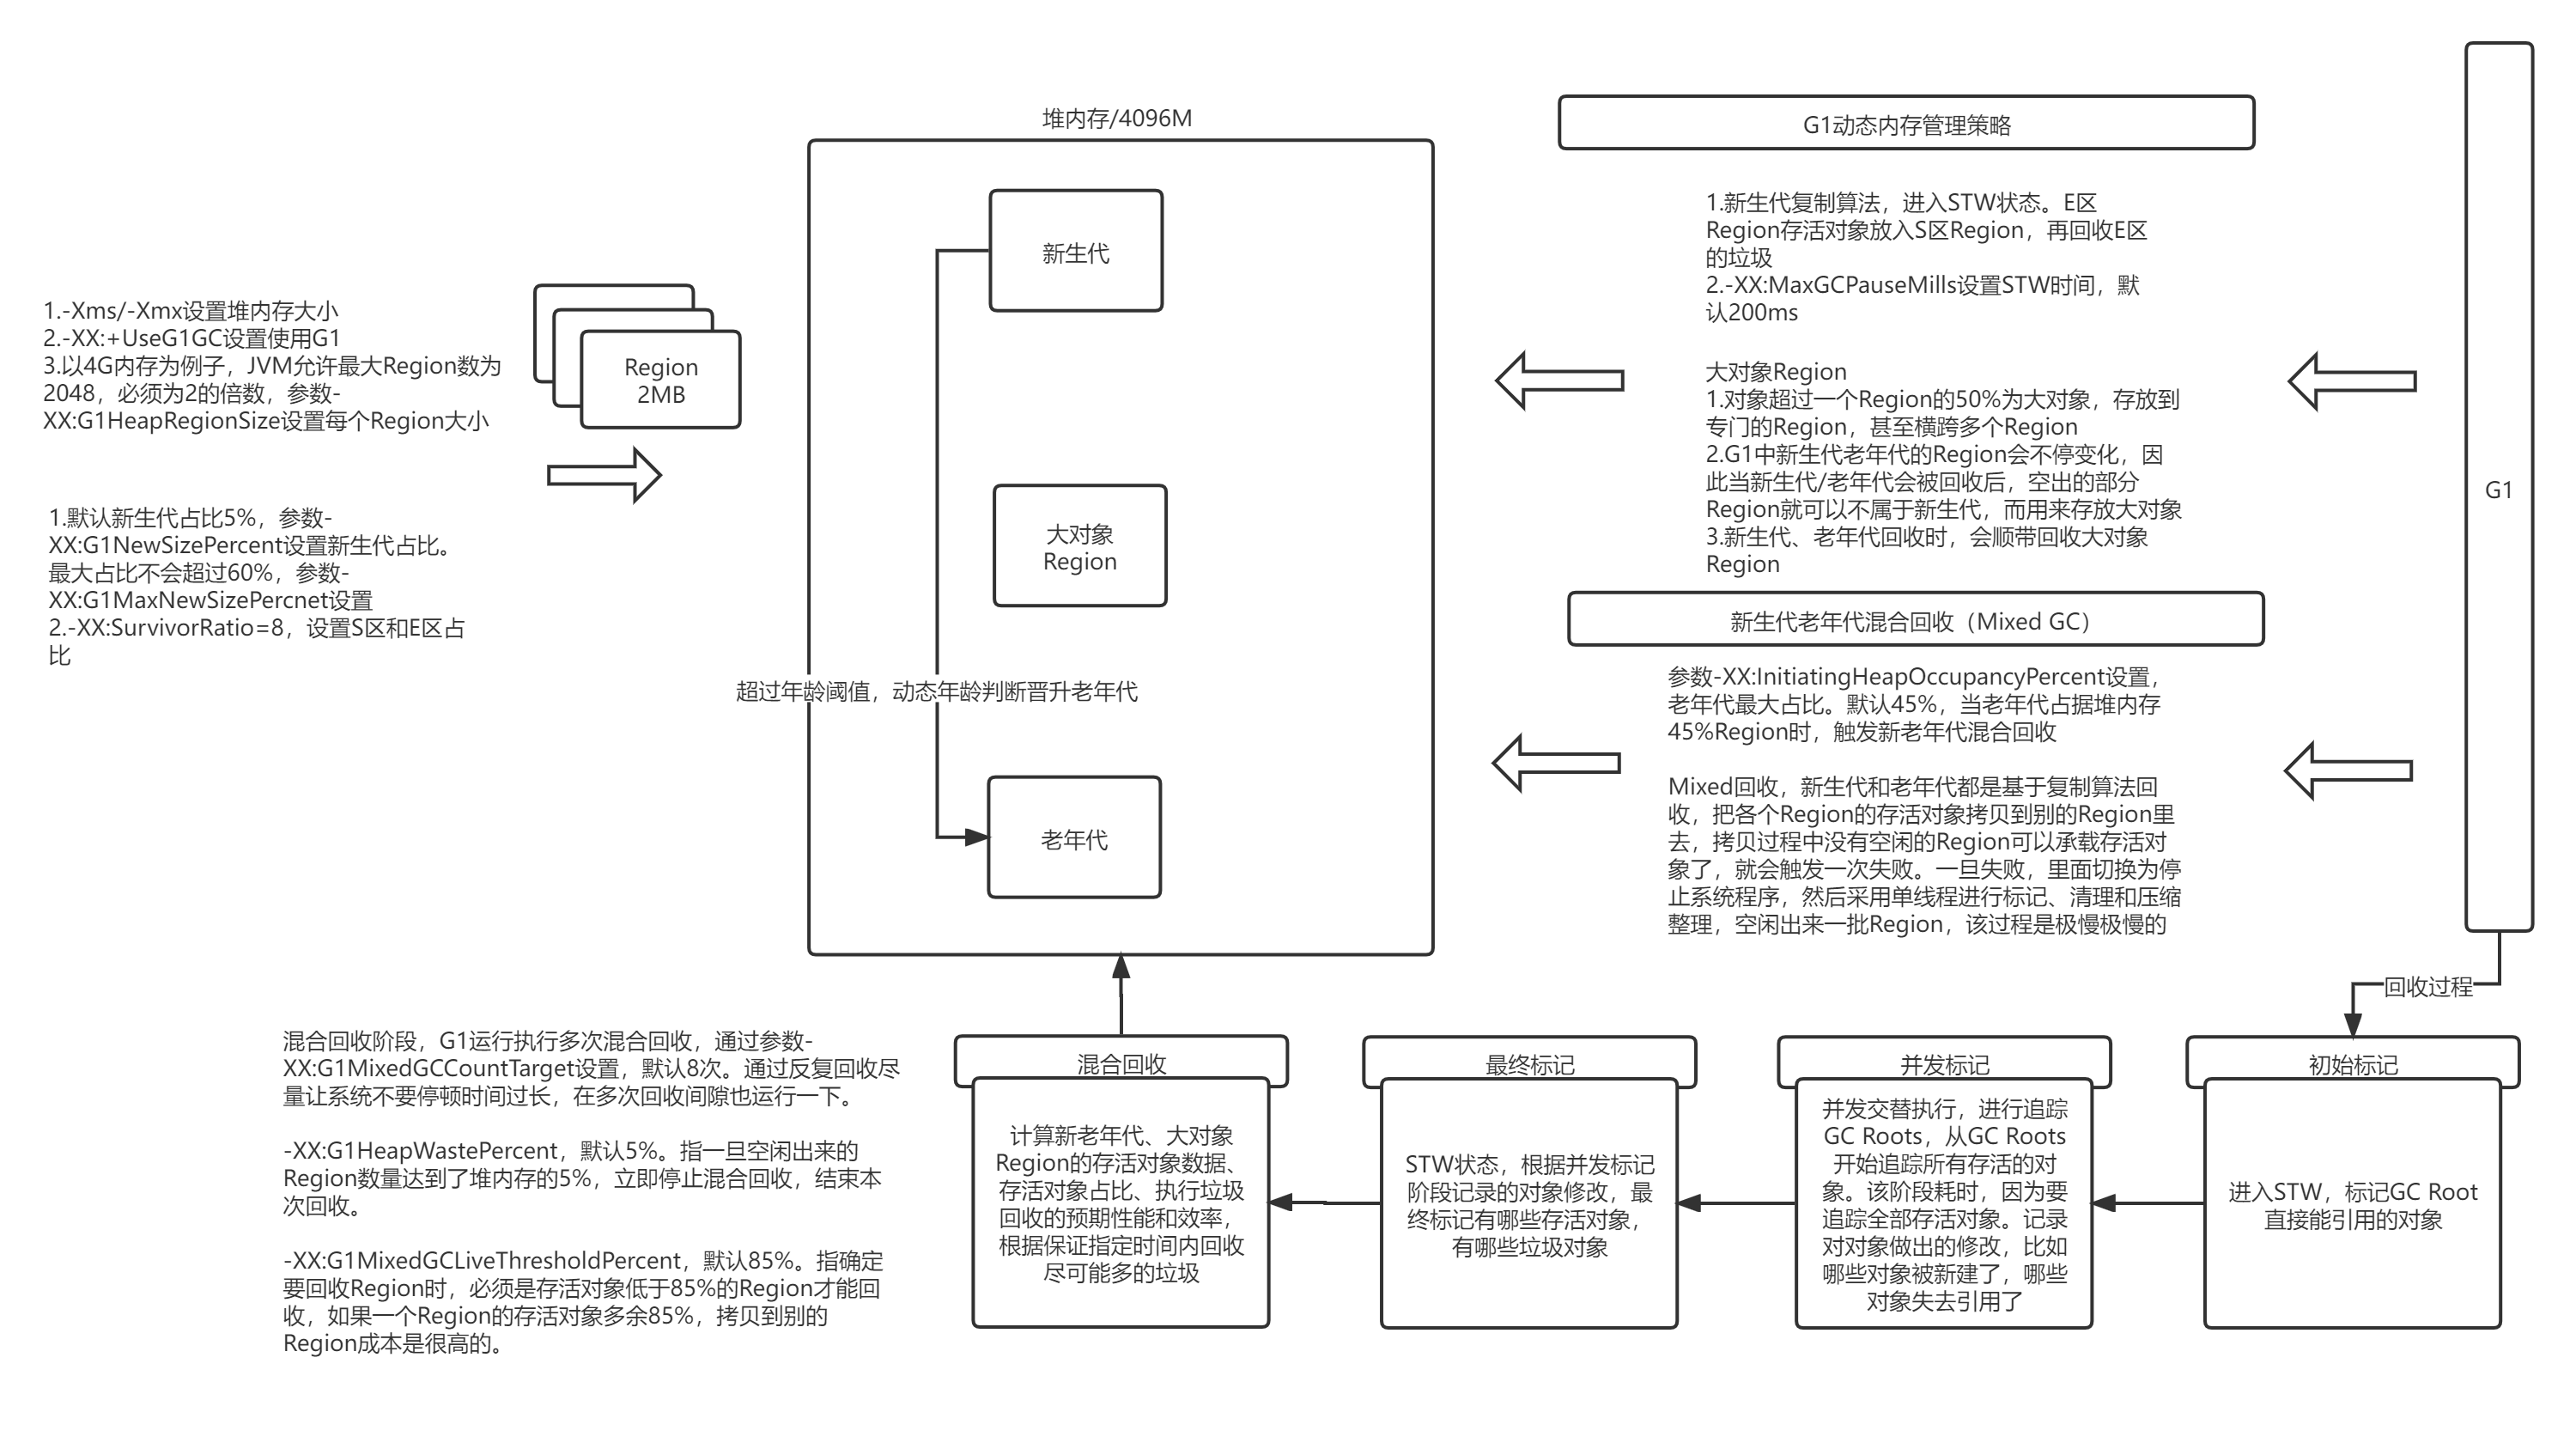 堆内存/4096M
G1动态内存管理策略
新生代
1.新生代复制算法，进入STW状态。E区
Region存活对象放入S区Region，再回收E区
的垃圾
2.-XX:MaxGCPauseMills设置STW时间，默
认200ms
1.-Xms/-Xmx设置堆内存大小
2.-XX:+UseG1GC设置使用G1
3.以4G内存为例子，JVM允许最大Region数为
2048，必须为2的倍数，参数-
XX:G1HeapRegionSize设置每个Region大小
Region
2MB
大对象Region
1.对象超过一个Region的50%为大对象，存放到
专门的Region，甚至横跨多个Region
2.G1中新生代老年代的Region会不停变化，因
此当新生代/老年代会被回收后，空出的部分
Region就可以不属于新生代，而用来存放大对象
3.新生代、老年代回收时，会顺带回收大对象
Region
G1
1.默认新生代占比5%，参数-
XX:G1NewSizePercent设置新生代占比。
最大占比不会超过60%，参数-
XX:G1MaxNewSizePercnet设置
2.-XX:SurvivorRatio=8，设置S区和E区占
比
大对象
Region
新生代老年代混合回收（Mixed GC）
超过年龄阈值，动态年龄判断晋升老年代
参数-XX:InitiatingHeapOccupancyPercent设置，
老年代最大占比。默认45%，当老年代占据堆内存
45%Region时，触发新老年代混合回收
Mixed回收，新生代和老年代都是基于复制算法回
收，把各个Region的存活对象拷贝到别的Region里
去，拷贝过程中没有空闲的Region可以承载存活对
象了，就会触发一次失败。一旦失败，里面切换为停
止系统程序，然后采用单线程进行标记、清理和压缩
整理，空闲出来一批Region，该过程是极慢极慢的
老年代
回收过程
混合回收阶段，G1运行执行多次混合回收，通过参数-
XX:G1MixedGCCountTarget设置，默认8次。通过反复回收尽
量让系统不要停顿时间过长，在多次回收间隙也运行一下。
-XX:G1HeapWastePercent，默认5%。指一旦空闲出来的
Region数量达到了堆内存的5%，立即停止混合回收，结束本
次回收。
-XX:G1MixedGCLiveThresholdPercent，默认85%。指确定
要回收Region时，必须是存活对象低于85%的Region才能回
收，如果一个Region的存活对象多余85%，拷贝到别的
Region成本是很高的。
混合回收
计算新老年代、大对象
Region的存活对象数据、
存活对象占比、执行垃圾
回收的预期性能和效率，
根据保证指定时间内回收
尽可能多的垃圾
最终标记
STW状态，根据并发标记
阶段记录的对象修改，最
终标记有哪些存活对象，
有哪些垃圾对象
并发标记
并发交替执行，进行追踪
GC Roots，从GC Roots
开始追踪所有存活的对
象。该阶段耗时，因为要
追踪全部存活对象。记录
对对象做出的修改，比如
哪些对象被新建了，哪些
对象失去引用了
初始标记
进入STW，标记GC Root
直接能引用的对象